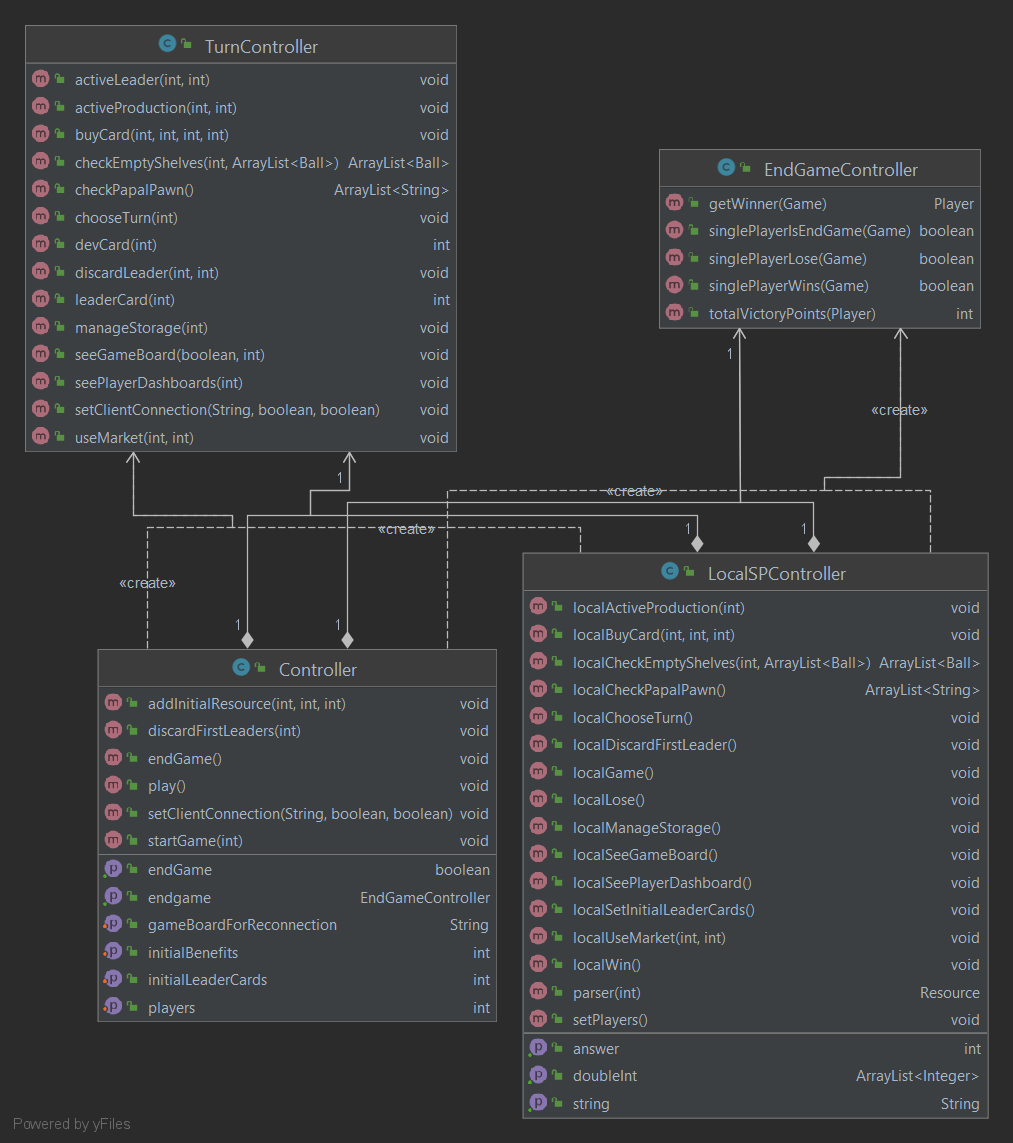 TurnController
activeLeader(int, int) void
activeProduction(int, int) void
buyCard(int, int, int, int) void
checkEmptyShelves(int, ArrayList<Ball>) ArrayList<Ball>
checkPapalPawn() ArrayList<String>
chooseTurn(int) void
devCard(int) int
discardLeader(int, int) void
leaderCard(int) int
manageStorage(int) void
seeGameBoard(boolean, int) void
seePlayerDashboards(int) void
setClientConnection(String, boolean, boolean) void
useMarket(int, int) void
EndGameController
getWinner(Game) Player
singlePlayerIsEndGame(Game) boolean
singlePlayerLose(Game) boolean
singlePlayerWins(Game) boolean
totalVictoryPoints(Player) int
1
«create»
1
«create»
«create»
1
1
«create»
1
1
LocalSPController
localActiveProduction(int) void
localBuyCard(int, int, int) void
localCheckEmptyShelves(int, ArrayList<Ball>) ArrayList<Ball>
localCheckPapalPawn() ArrayList<String>
localChooseTurn() void
localDiscardFirstLeader() void
localGame() void
localLose() void
localManageStorage() void
localSeeGameBoard() void
localSeePlayerDashboard() void
localSetInitialLeaderCards() void
localUseMarket(int, int) void
localWin() void
parser(int) Resource
setPlayers() void
answer int
doubleInt ArrayList<Integer>
string String
Controller
addInitialResource(int, int, int) void
discardFirstLeaders(int) void
endGame() void
play() void
setClientConnection(String, boolean, boolean) void
startGame(int) void
endGame boolean
endgame EndGameController
gameBoardForReconnection String
initialBenefits int
initialLeaderCards int
players int
Powered by yFiles